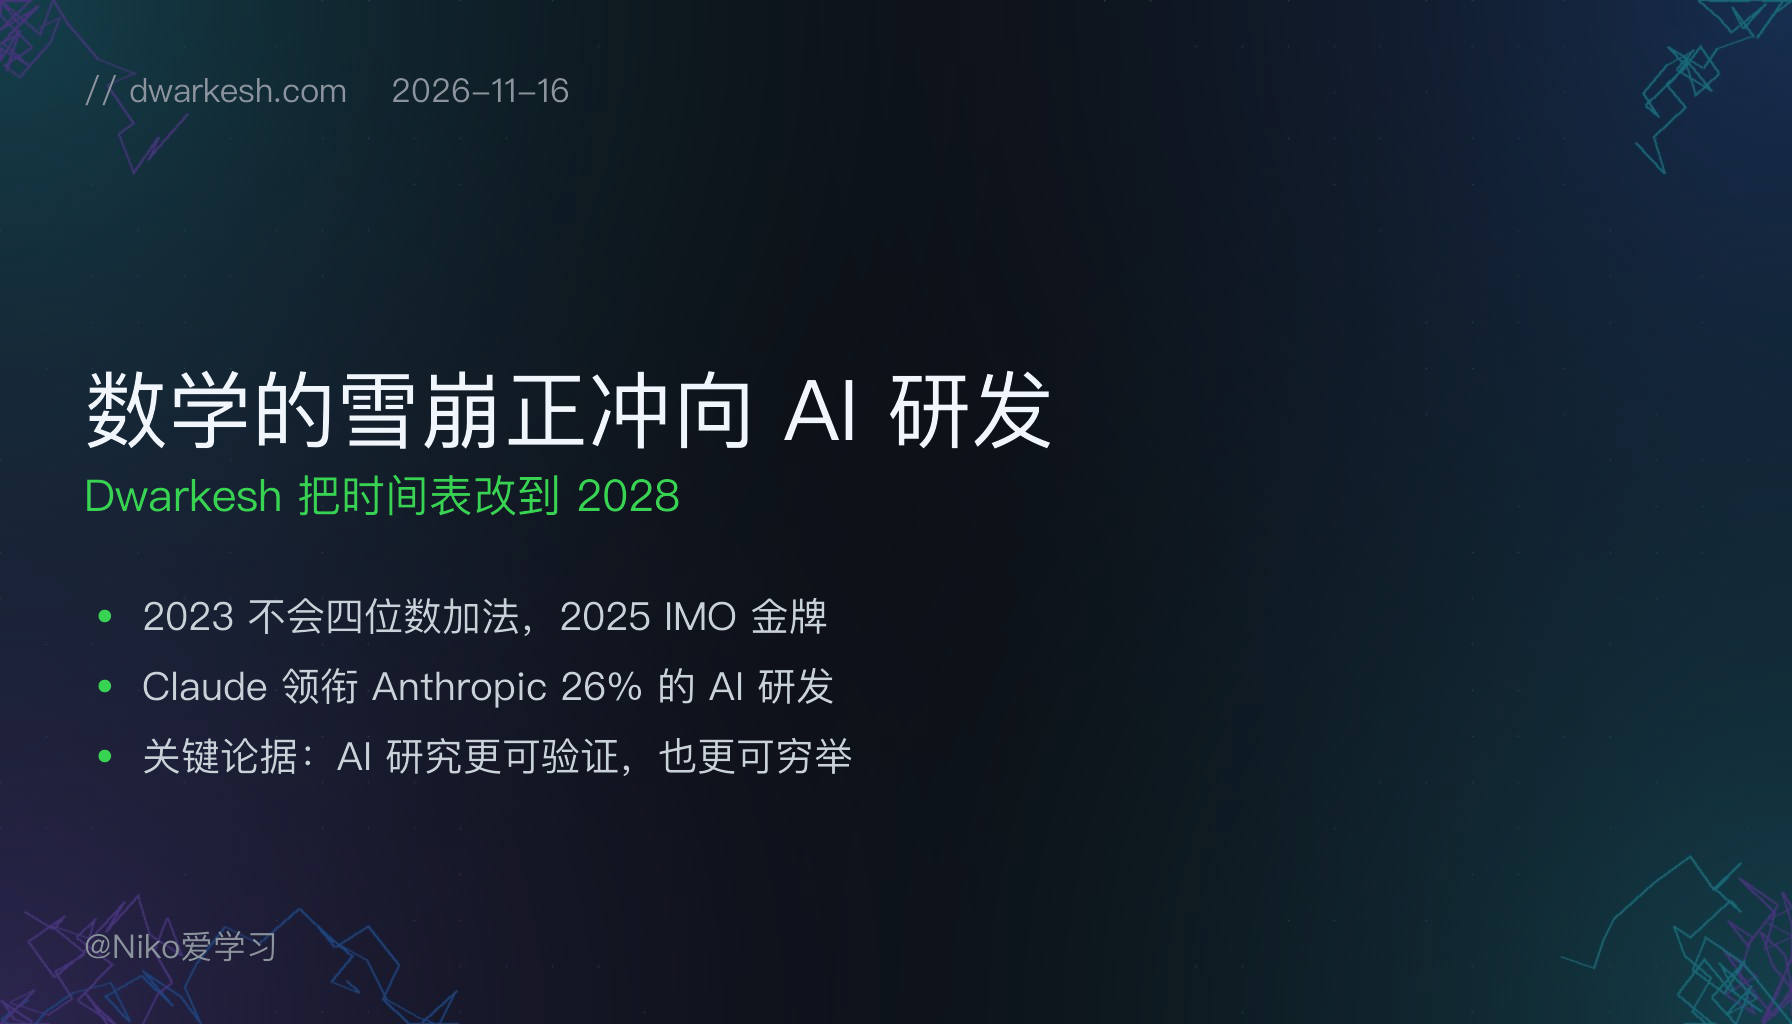 // dwarkesh.com 2026-11-16
数学的雪崩正冲向 AI 研发
Dwarkesh 把时间表改到 2028
• 2023 不会四位数加法，2025 IMO 金牌
• Claude 领衔 Anthropic 26% 的 AI 研发
• 关键论据：AI 研究更可验证，也更可穷举
@Niko爱学习